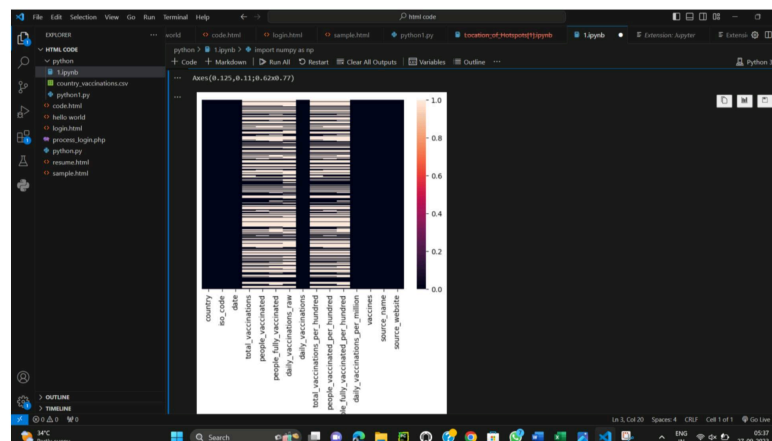 File Edit Selection View Go Run Terminal Help
html code
EXPLORER
world
code.html
login.html
sample.html
python1.py
Location_of_Hotspots[1].ipynb
1.ipynb
Extension: Jupyter
HTML CODE
python
1.ipynb
country_vaccinations.csv
python1.py
code.html
hello world
login.html
process_login.php
python.py
resume.html
sample.html
python > 1.ipynb > import numpy as np
+ Code + Markdown Run All Restart Clear All Outputs Variables Outline ...
Python 3
Axes(0.125,0.11;0.62x0.77)
1.0
0.8
0.6
0.4
0.2
0.0
country
iso_code
date
total_vaccinations
people_vaccinated
people_fully_vaccinated
daily_vaccinations_raw
daily_vaccinations
total_vaccinations_per_hundred
people_vaccinated_per_hundred
ple_fully_vaccinated_per_hundred
daily_vaccinations_per_million
vaccines
source_name
source_website
OUTLINE
TIMELINE
0 0 0
Ln 3, Col 20 Spaces: 4 CRLF Cell 1 of 1 Go Live
34°C
Search
ENG
05:37